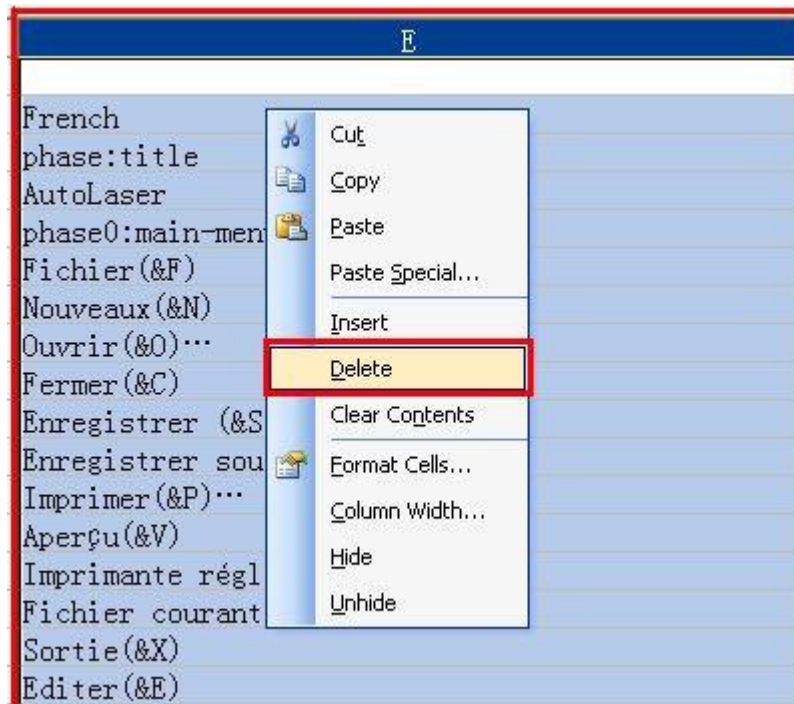 E
French
phase:title
AutoLaser
phase0:main-men
Fichier(&F)
Nouveaux(&N)
Ouvrir(&O)…
Fermer(&C)
Enregistrer (&S
Enregistrer sou
Imprimer(&P)…
Aperçu(&V)
Imprimante régl
Fichier courant
Sortie(&X)
Editer(&E)
Cut
Copy
Paste
Paste Special...
Insert
Delete
Clear Contents
Format Cells...
Column Width...
Hide
Unhide